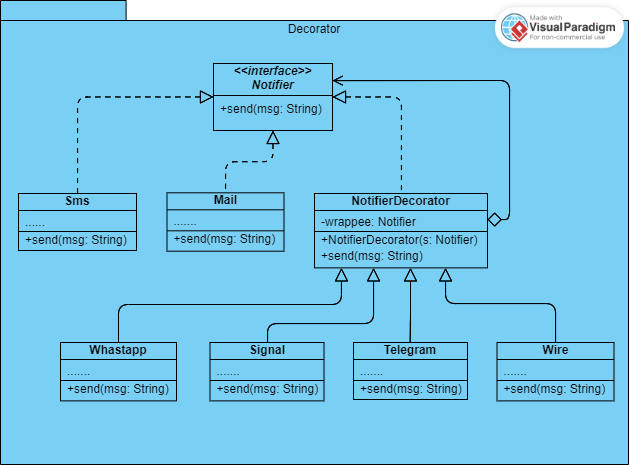 Decorator
Made with
VisualParadigm
For non-commercial use
<<interface>>
Notifier
+send(msg: String)
Sms
......
+send(msg: String)
Mail
.......
+send(msg: String)
NotifierDecorator
-wrappee: Notifier
+NotifierDecorator(s: Notifier)
+send(msg: String)
Whastapp
.......
+send(msg: String)
Signal
.......
+send(msg: String)
Telegram
.......
+send(msg: String)
Wire
.......
+send(msg: String)